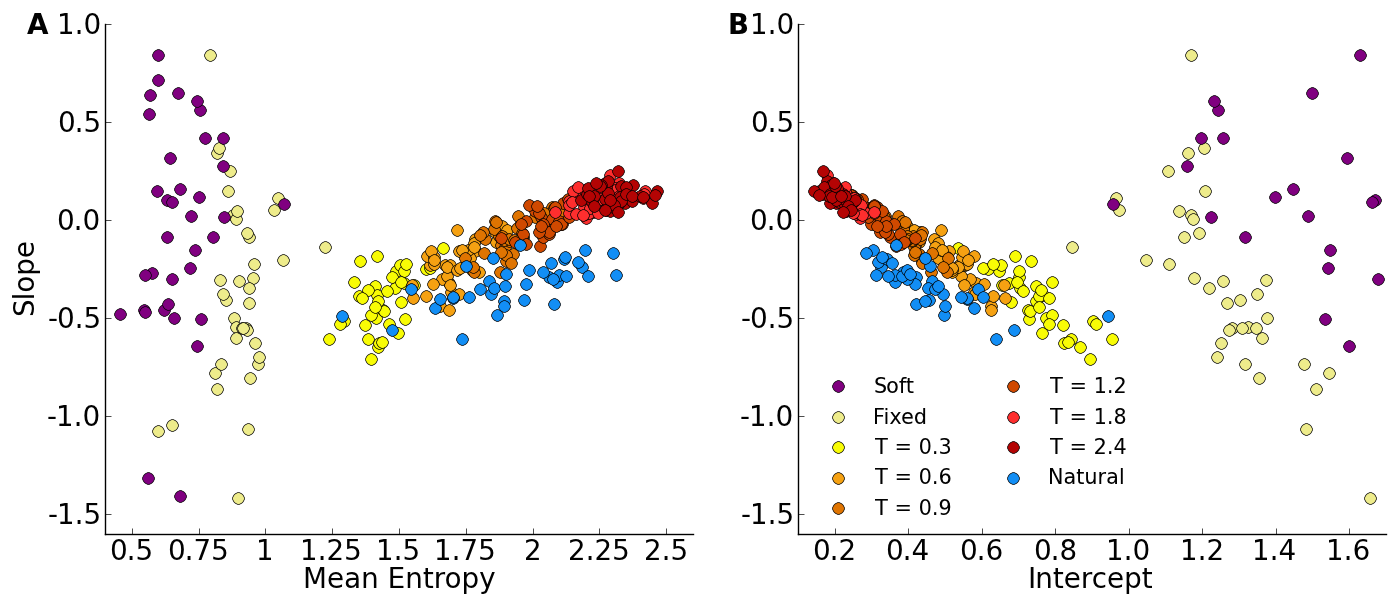 A
1.0
0.5
0.0
-0.5
-1.0
-1.5
Slope
0.5 0.75 1 1.25 1.5 1.75 2 2.25 2.5
Mean Entropy
B
1.0
0.5
0.0
-0.5
-1.0
-1.5
Soft
Fixed
T = 0.3
T = 0.6
T = 0.9
T = 1.2
T = 1.8
T = 2.4
Natural
0.2 0.4 0.6 0.8 1.0 1.2 1.4 1.6
Intercept